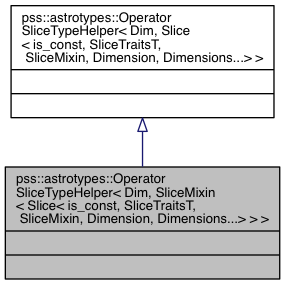 pss::astrotypes::Operator
SliceTypeHelper< Dim, Slice
< is_const, SliceTraitsT,
SliceMixin, Dimension, Dimensions...> >
pss::astrotypes::Operator
SliceTypeHelper< Dim, SliceMixin
< Slice< is_const, SliceTraitsT,
SliceMixin, Dimension, Dimensions...> > >